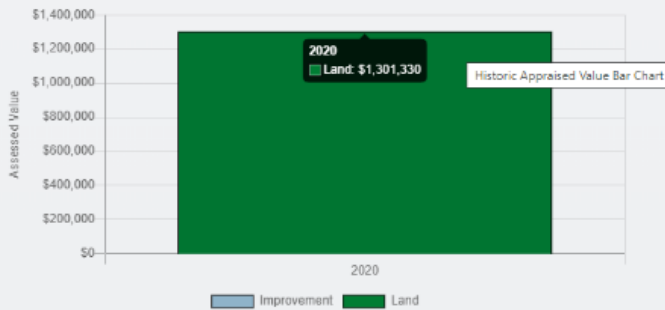 $1,400,000
2020
Land: $1,301,330
$1,200,000
Historic Appraised Value Bar Chart
$1,000,000
$800,000
Assessed Value
$600,000
$400,000
$200,000
$0
2020
Improvement Land